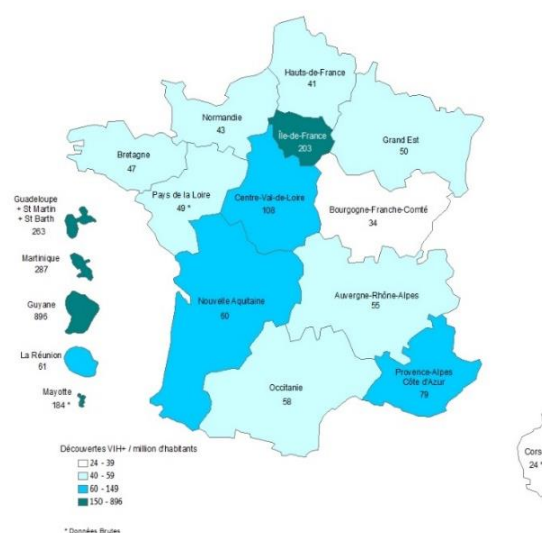 Hauts-de-France
41
Normandie
43
Île-de-France
203
Grand Est
50
Bretagne
47
Pays de la Loire
49 *
Centre-Val-de-Loire
108
Bourgogne-Franche-Comté
34
Guadeloupe
+ St Martin
+ St Barth
263
Martinique
287
Guyane
896
La Réunion
61
Mayotte
184 *
Nouvelle Aquitaine
60
Auvergne-Rhône-Alpes
55
Occitanie
58
Provence-Alpes
Côte d'Azur
79
Cors
24 *
Découvertes VIH+ / million d'habitants
24 - 39
40 - 59
60 - 149
150 - 896
* Données Brutes